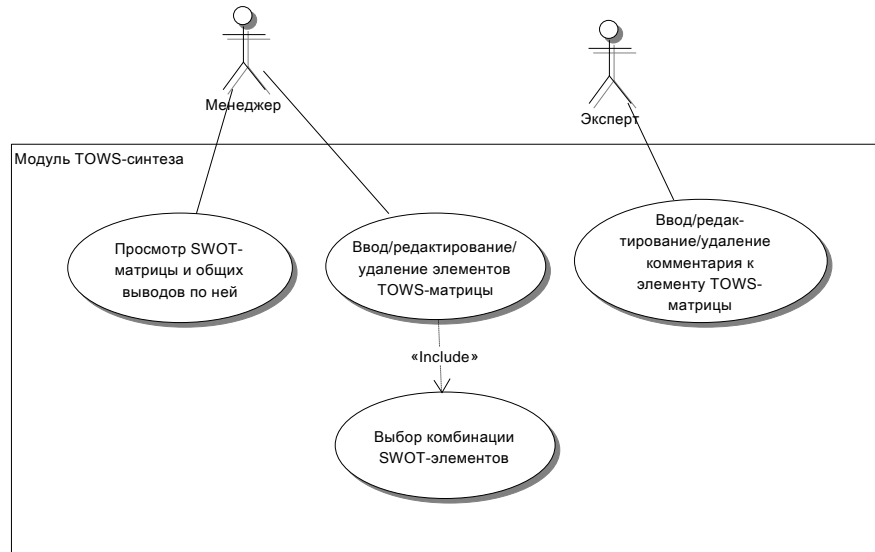 Менеджер
Эксперт
Модуль TOWS-синтеза
Просмотр SWOT-
матрицы и общих
выводов по ней
Ввод/редактирование/
удаление элементов
TOWS-матрицы
Ввод/редак-
тирование/удаление
комментария к
элементу TOWS-
матрицы
«Include»
Выбор комбинации
SWOT-элементов